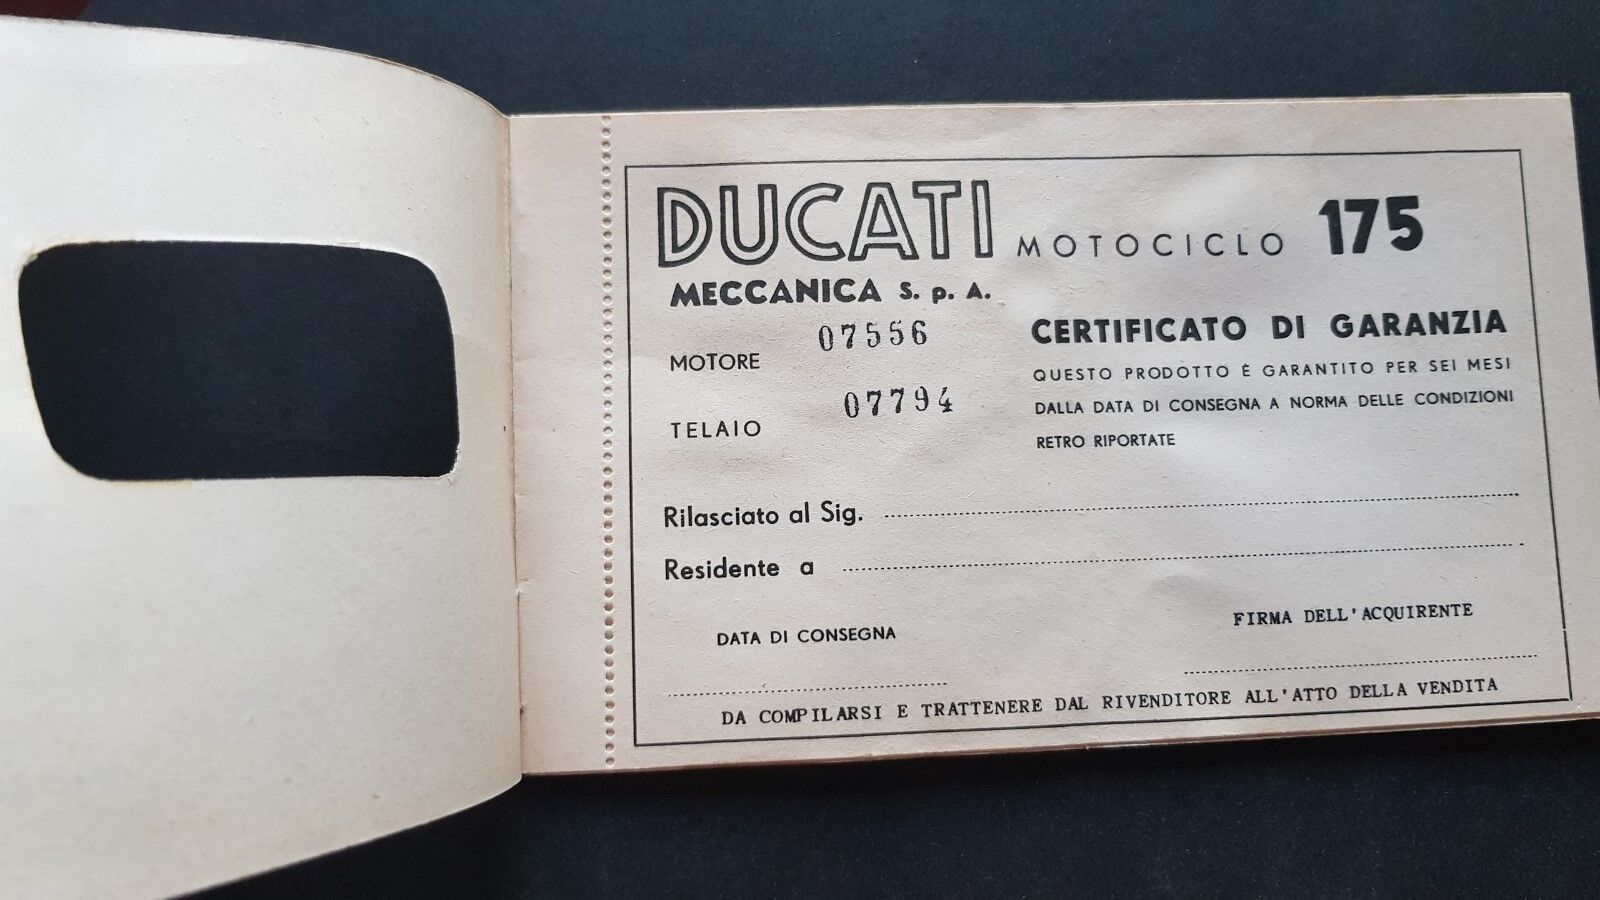 DUCATI MOTOCICLO 175
MECCANICA S. p. A.
MOTORE 07556
TELAIO 07794
CERTIFICATO DI GARANZIA
QUESTO PRODOTTO È GARANTITO PER SEI MESI
DALLA DATA DI CONSEGNA A NORMA DELLE CONDIZIONI
RETRO RIPORTATE
Rilasciato al Sig.
Residente a
DATA DI CONSEGNA
FIRMA DELL'ACQUIRENTE
DA COMPILARSI E TRATTENERE DAL RIVENDITORE ALL'ATTO DELLA VENDITA